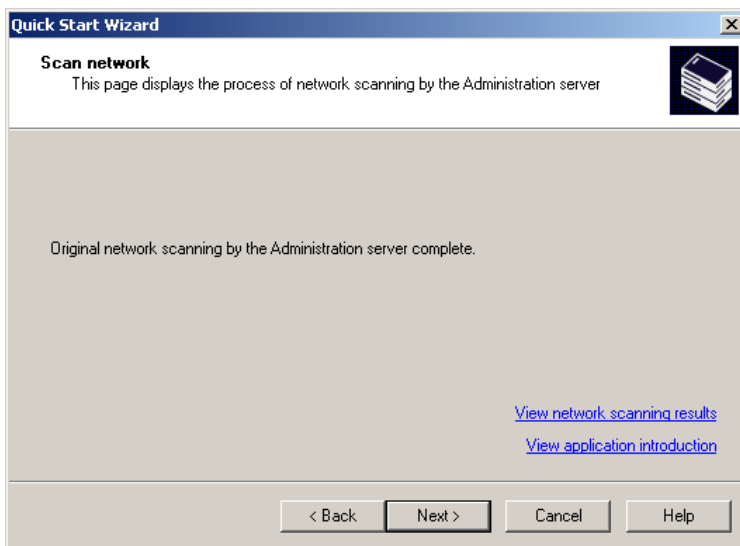 Quick Start Wizard
Scan network
This page displays the process of network scanning by the Administration server
Original network scanning by the Administration server complete.
View network scanning results
View application introduction
< Back
Next >
Cancel
Help